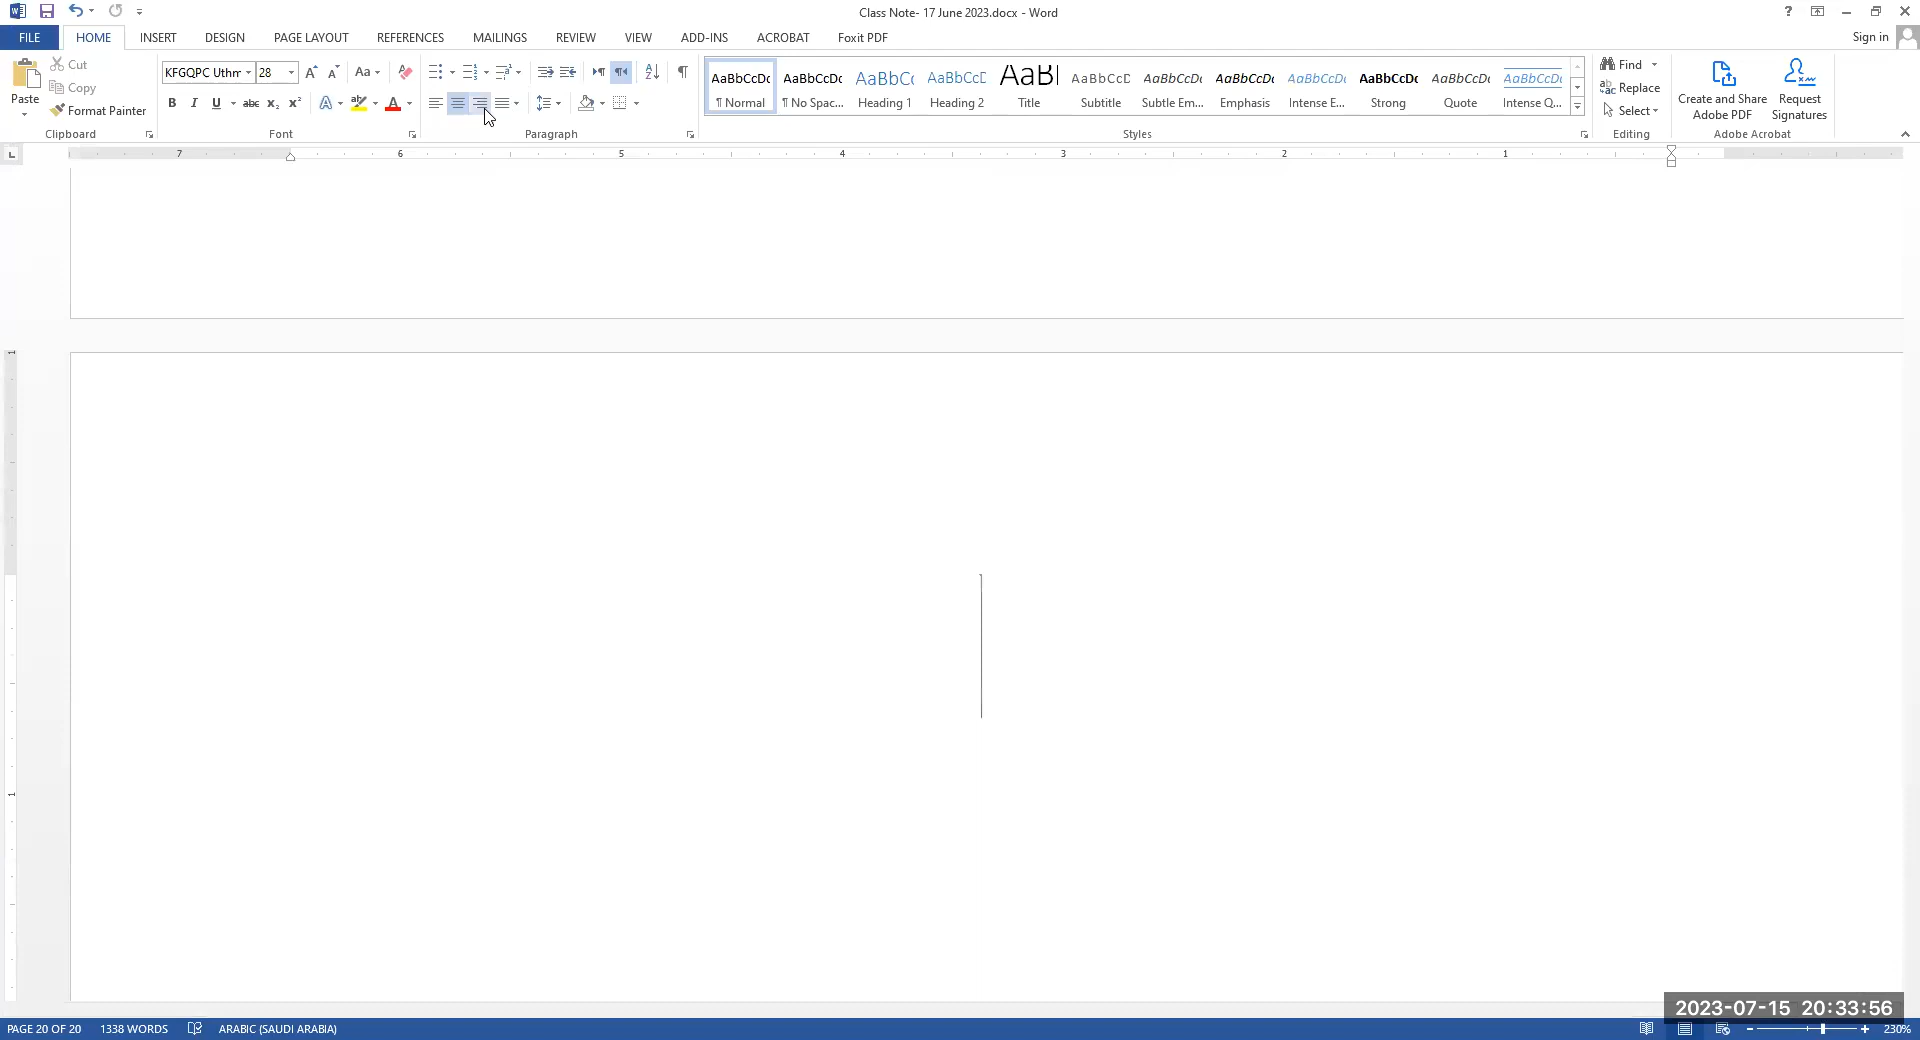 Class Note- 17 June 2023.docx - Word
FILE HOME INSERT DESIGN PAGE LAYOUT REFERENCES MAILINGS REVIEW VIEW ADD-INS ACROBAT Foxit PDF Sign in
Paste
Cut
Copy
Format Painter
Clipboard
KFGQPC Uthm 28
Font
Paragraph
AaBbCcDc AaBbCcDc AaBbCc AaBbCcD AaBl AaBbCcD AaBbCcDc AaBbCcDc AaBbCcDc AaBbCcDc AaBbCcDc AaBbCcDc
¶ Normal ¶ No Spac... Heading 1 Heading 2 Title Subtitle Subtle Em... Emphasis Intense E... Strong Quote Intense Q...
Styles
Find
Replace
Select
Editing
Create and Share
Adobe PDF
Request
Signatures
Adobe Acrobat
7 6 5 4 3 2 1
2023-07-15 20:33:56
PAGE 20 OF 20 1338 WORDS ARABIC (SAUDI ARABIA) 230%